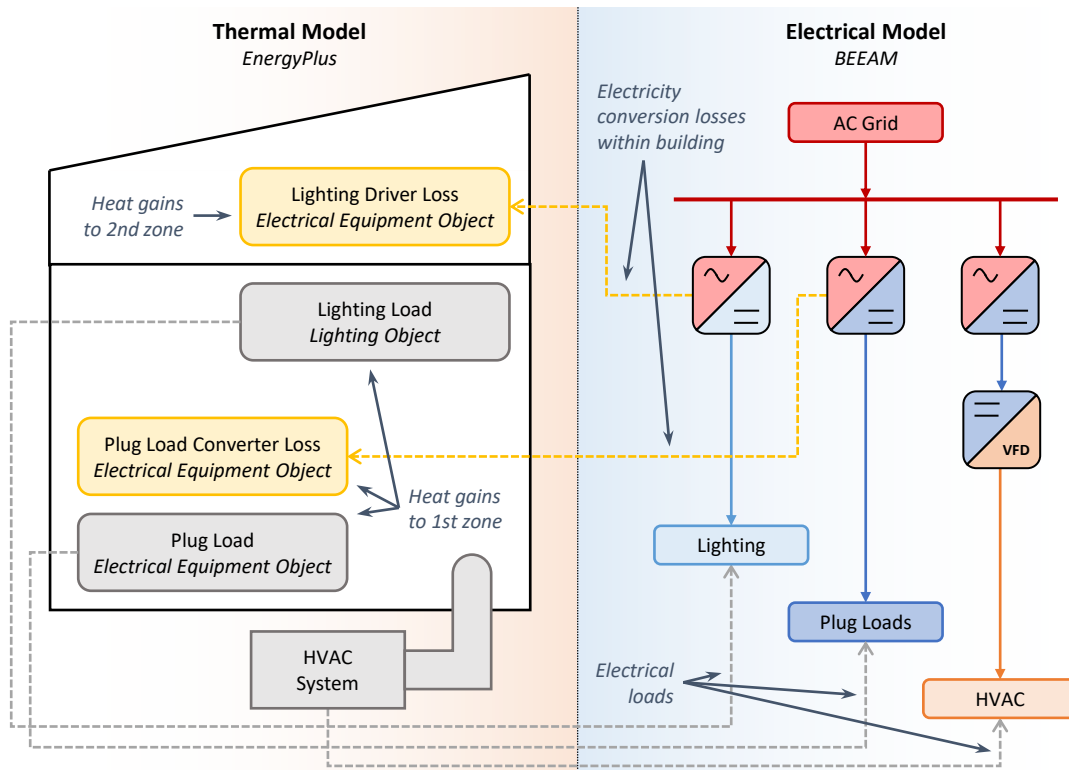 Thermal Model
EnergyPlus
Electrical Model
BEEAM
Electricity
conversion losses
within building
AC Grid
Heat gains
to 2nd zone
Lighting Driver Loss
Electrical Equipment Object
Lighting Load
Lighting Object
Plug Load Converter Loss
Electrical Equipment Object
VFD
Heat gains
to 1st zone
Plug Load
Electrical Equipment Object
Lighting
Plug Loads
HVAC
System
Electrical
loads
HVAC